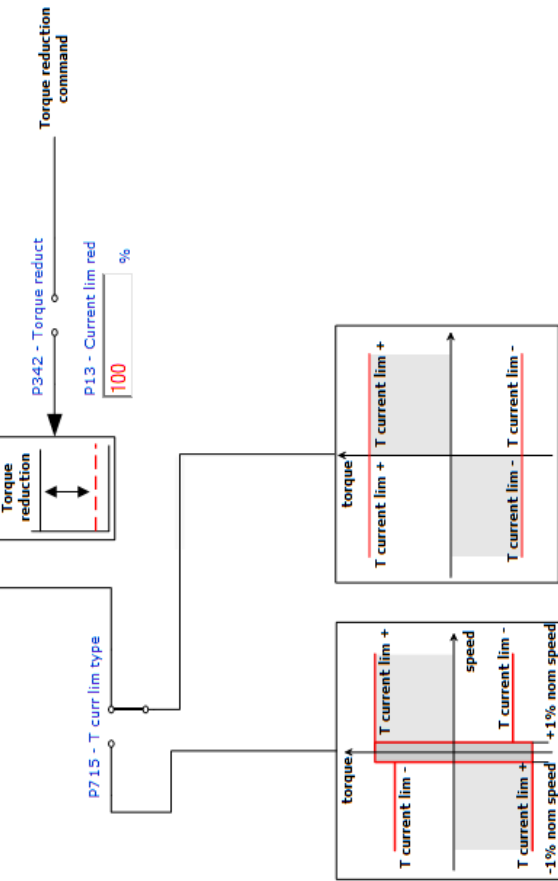 Torque reduction
command
P342 - Torque reduct
P13 - Current lim red
100
%
Torque
reduction
P715 - T curr lim type
torque
T current lim +
T current lim +
T current lim -
T current lim -
torque
T current lim -
T current lim +
speed
T current lim +
T current lim -
-1% nom speed
+1% nom speed